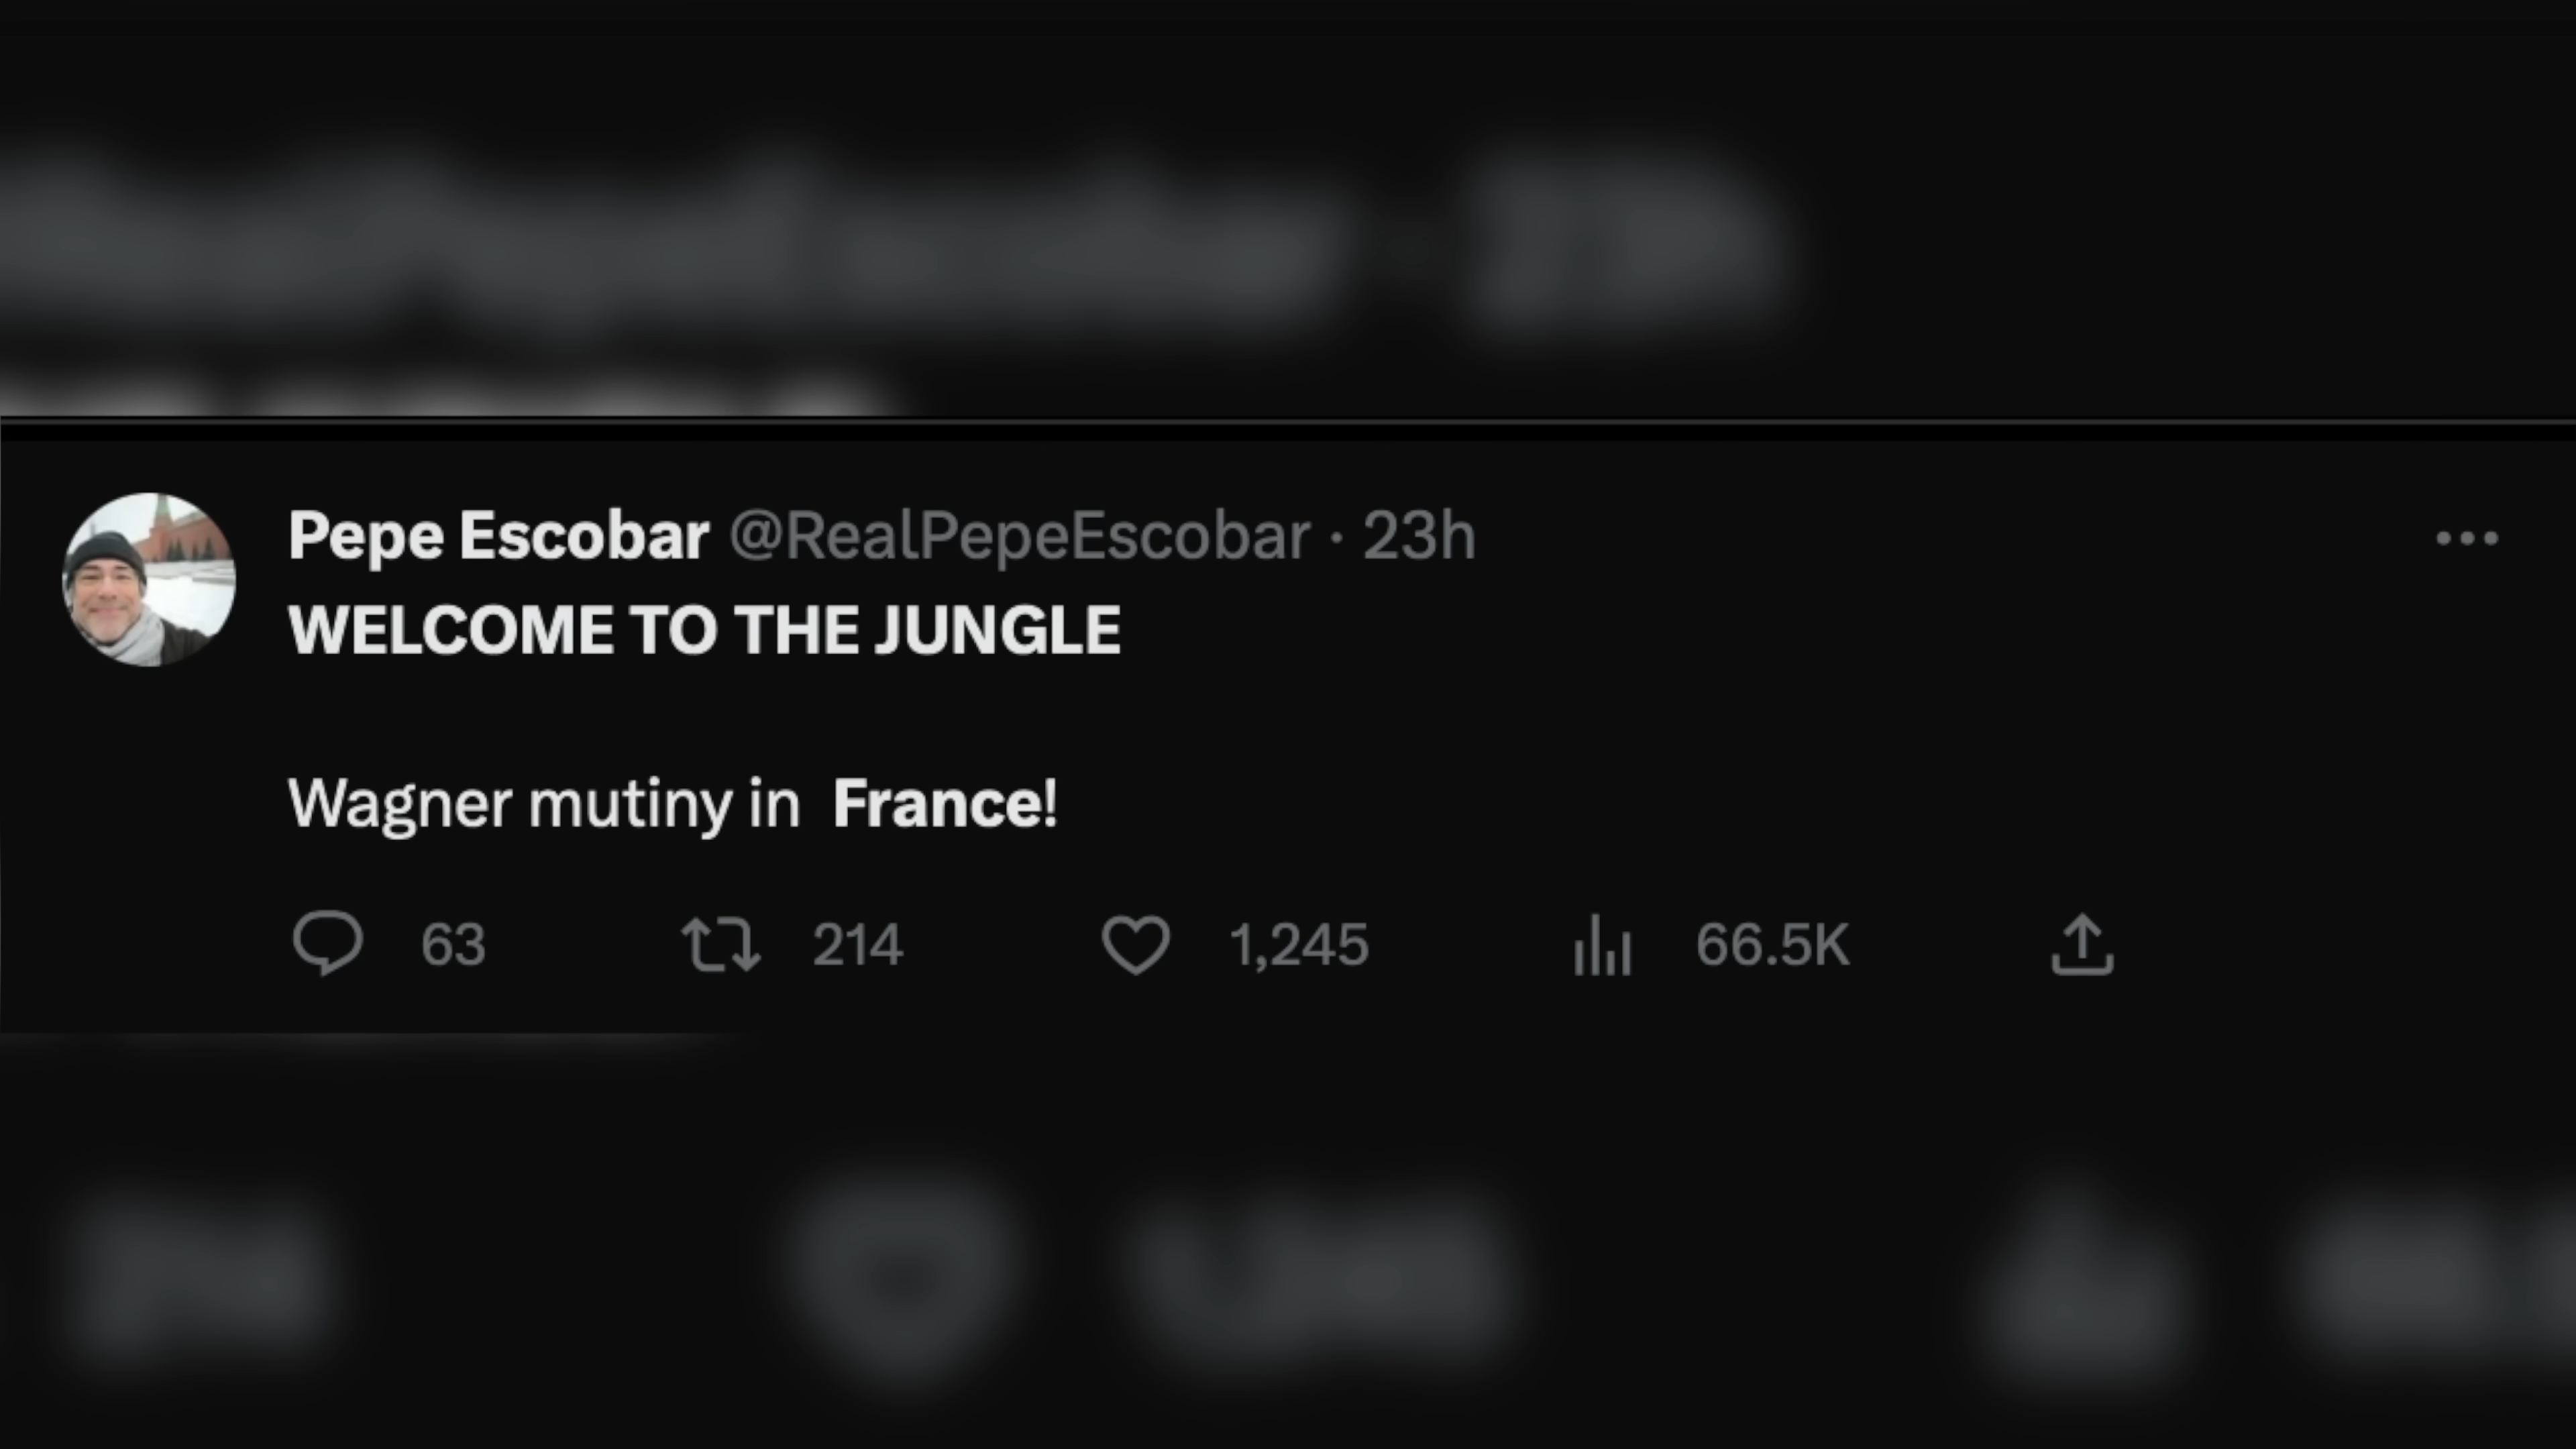 Pepe Escobar @RealPepeEscobar · 23h
WELCOME TO THE JUNGLE
Wagner mutiny in France!
63 214 1,245 66.5K